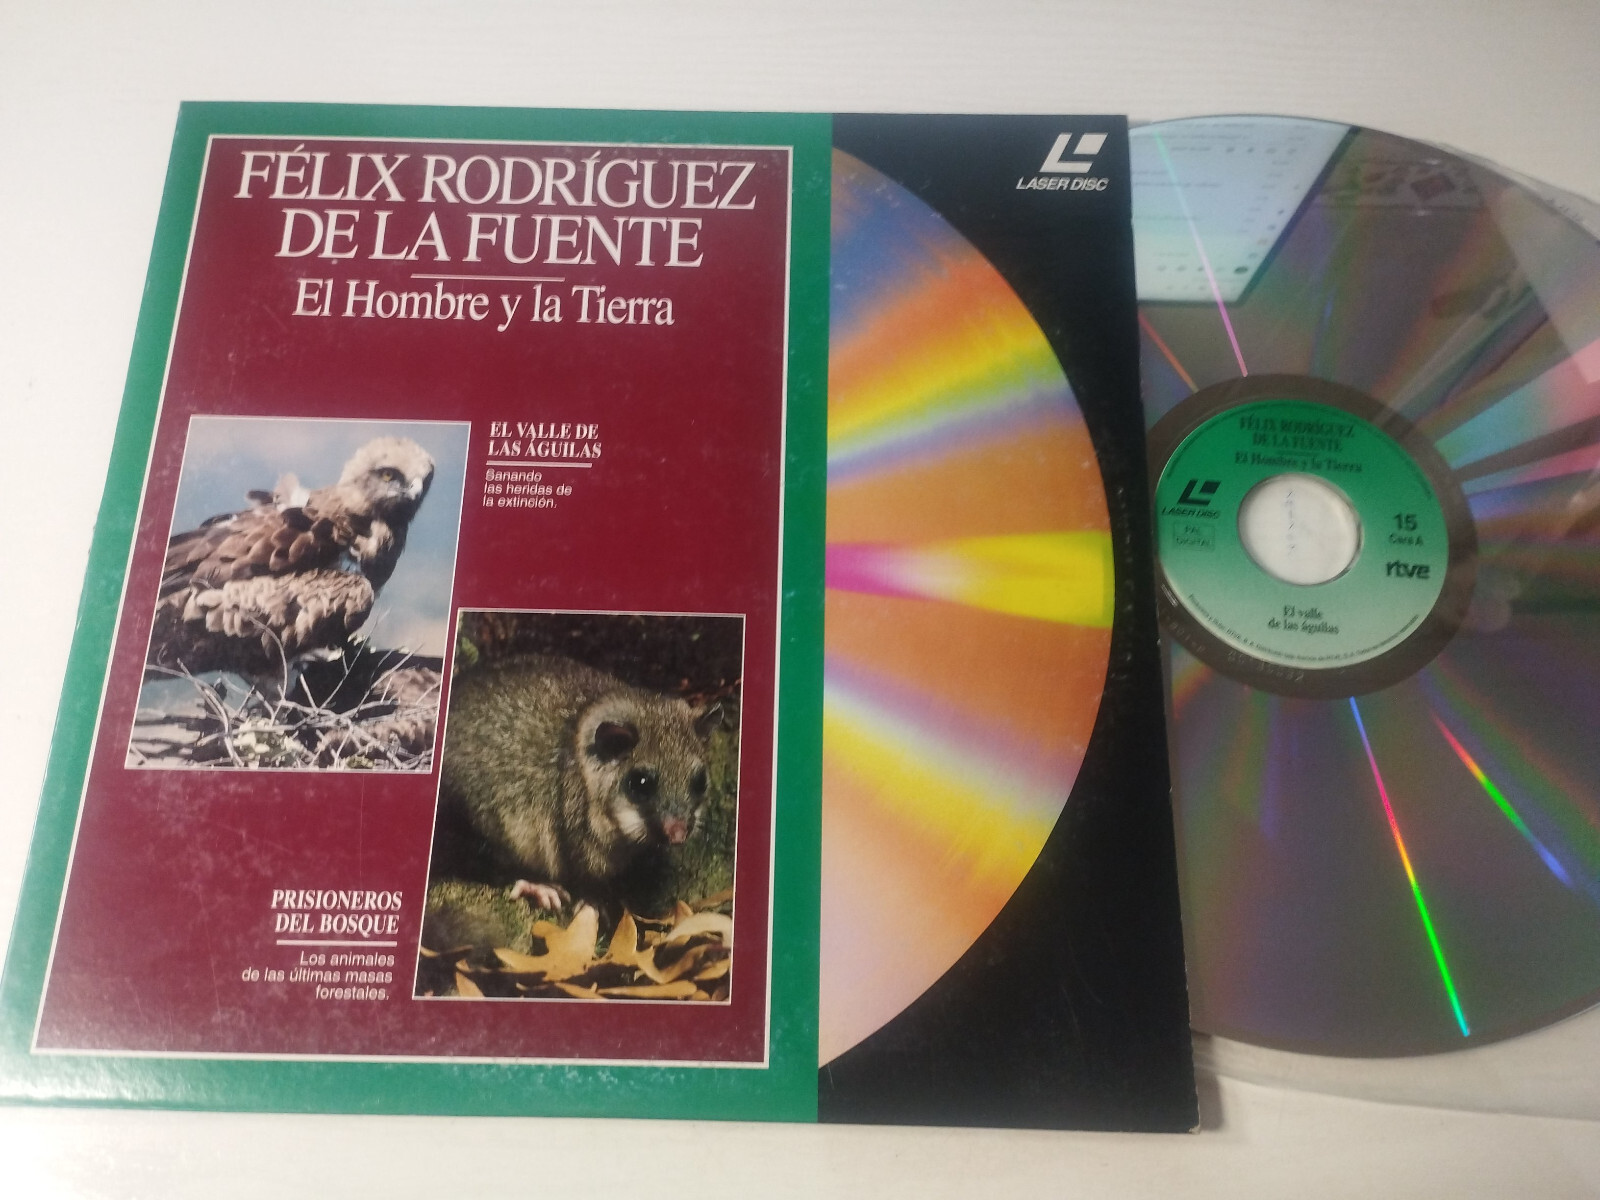 FÉLIX RODRÍGUEZ
DE LA FUENTE
El Hombre y la Tierra
EL VALLE DE
LAS ÁGUILAS
Sanando
las heridas de
la extinción.
PRISIONEROS
DEL BOSQUE
Los animales
de las últimas masas
forestales.
LASER DISC
FÉLIX RODRÍGUEZ
DE LA FUENTE
El Hombre y la Tierra
LASER DISC
PAL
DIGITAL
15
Cara A
rtve
El valle
de las águilas